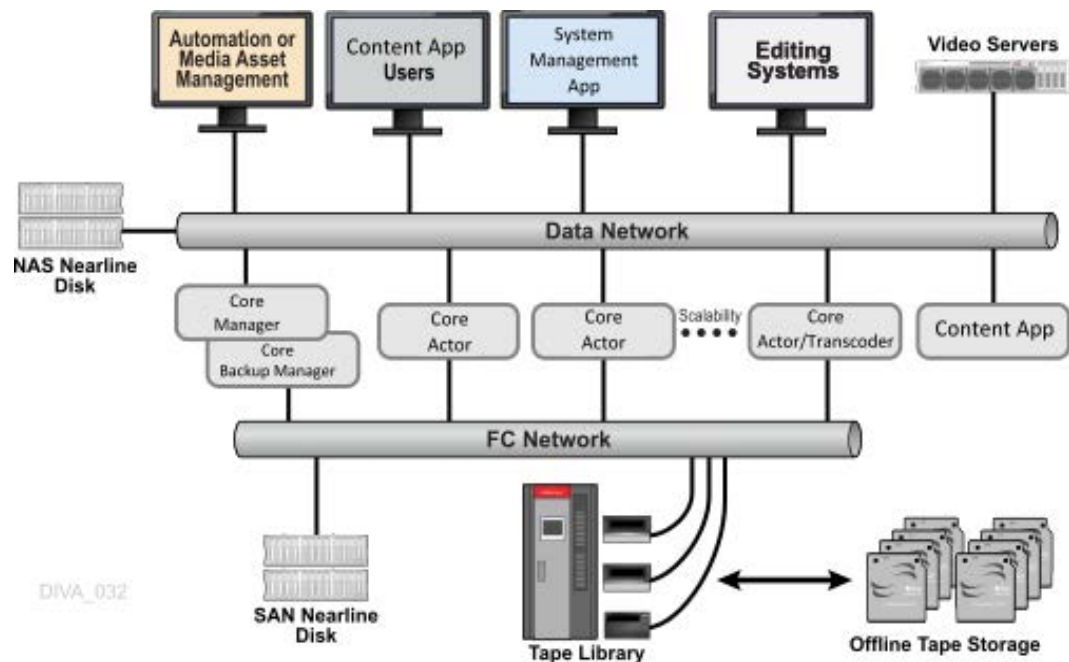 Automation or
Media Asset
Management
Content App
Users
System
Management
App
Editing
Systems
Video Servers
Data Network
NAS Nearline
Disk
Core
Manager
Core
Backup Manager
Core
Actor
Core
Actor
Scalability
Core
Actor/Transcoder
Content App
FC Network
DIVA_032
SAN Nearline
Disk
Tape Library
Offline Tape Storage